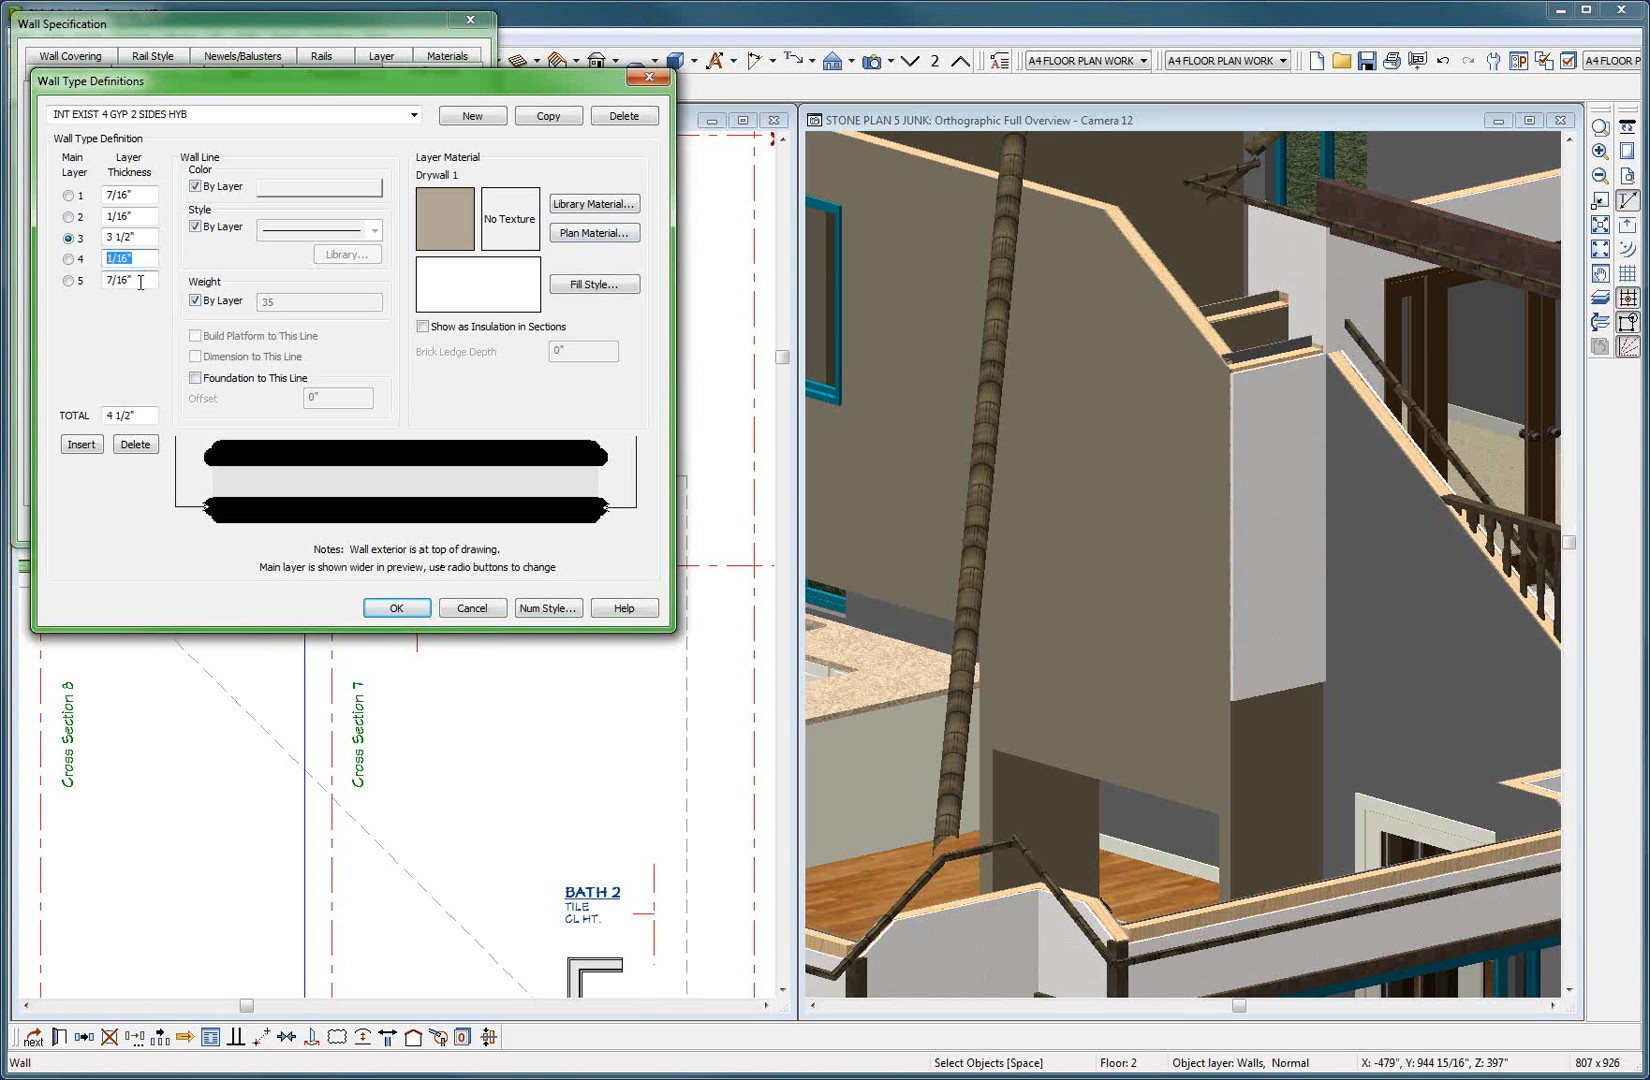 Wall Specification
Wall Covering Rail Style Newels/Balusters Rails Layer Materials
Wall Type Definitions
INT EXIST 4 GYP 2 SIDES HYB
New Copy Delete
Wall Type Definition
Main Layer
Layer Thickness
1 7/16"
2 1/16"
3 3 1/2"
4 1/16"
5 7/16"
TOTAL 4 1/2"
Insert Delete
Wall Line
Color
By Layer
Style
By Layer
Library...
Weight
By Layer 35
Build Platform to This Line
Dimension to This Line
Foundation to This Line
Offset 0"
Layer Material
Drywall 1
No Texture
Library Material...
Plan Material...
Fill Style...
Show as Insulation in Sections
Brick Ledge Depth 0"
Notes: Wall exterior is at top of drawing.
Main layer is shown wider in preview, use radio buttons to change
OK Cancel Num Style... Help
2
A4 FLOOR PLAN WORK A4 FLOOR PLAN WORK A4 FLOOR P
STONE PLAN 5 JUNK: Orthographic Full Overview - Camera 12
Cross Section 8
Cross Section 7
BATH 2
TILE
CL HT.
next
Wall Select Objects [Space] Floor: 2 Object layer: Walls, Normal X: -479", Y: 944 15/16", Z: 397" 807 x 926